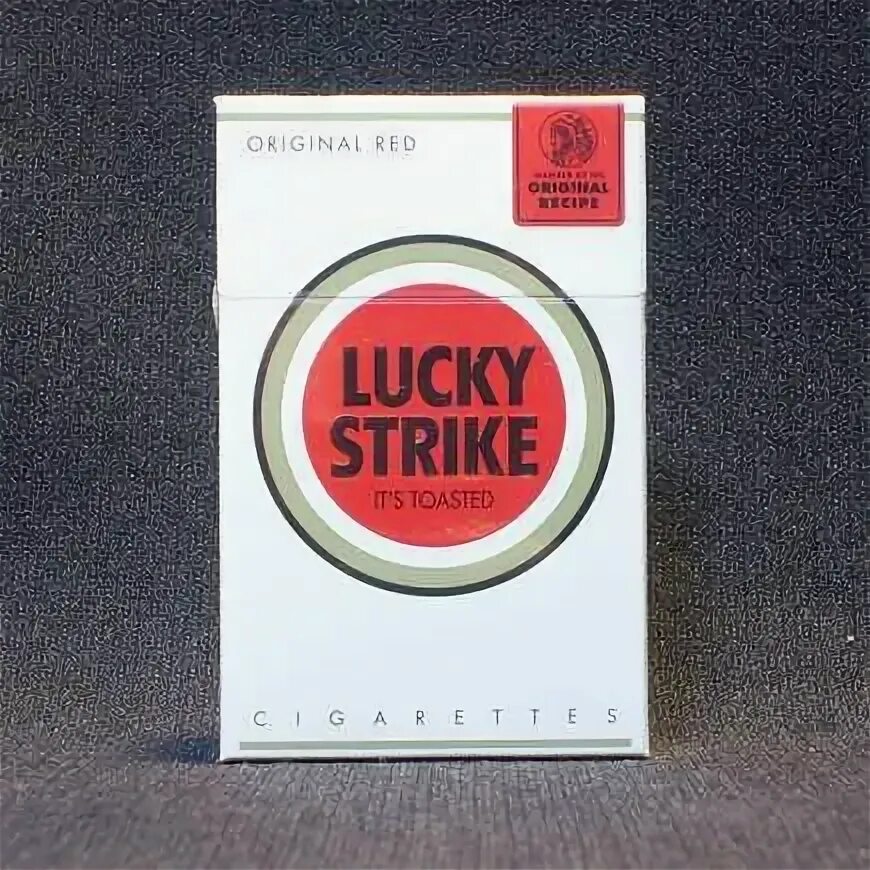 ORIGINAL RED
ORIGINAL
RECIPE
LUCKY
STRIKE
IT'S TOASTED
CIGARETTES